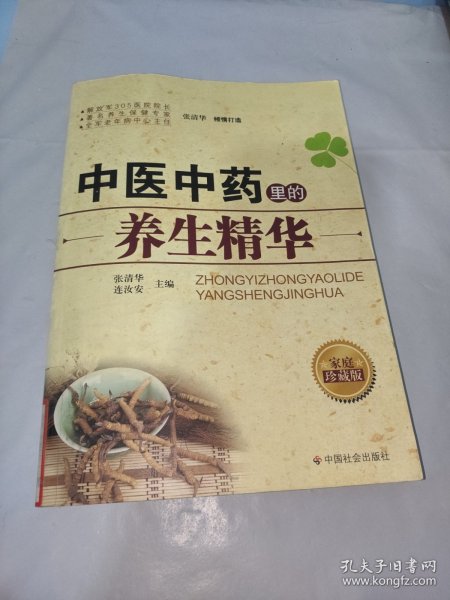 ▲解放军305医院院长
▲著名养生保健专家
▲全军老年病中心主任
张清华 倾情打造
中医中药里的
养生精华
张清华
连汝安 主编
ZHONGYIZHONGYAOLIDE
YANGSHENGJINGHUA
家庭
珍藏版
中国社会出版社
孔夫子旧书网
www.kongfz.com